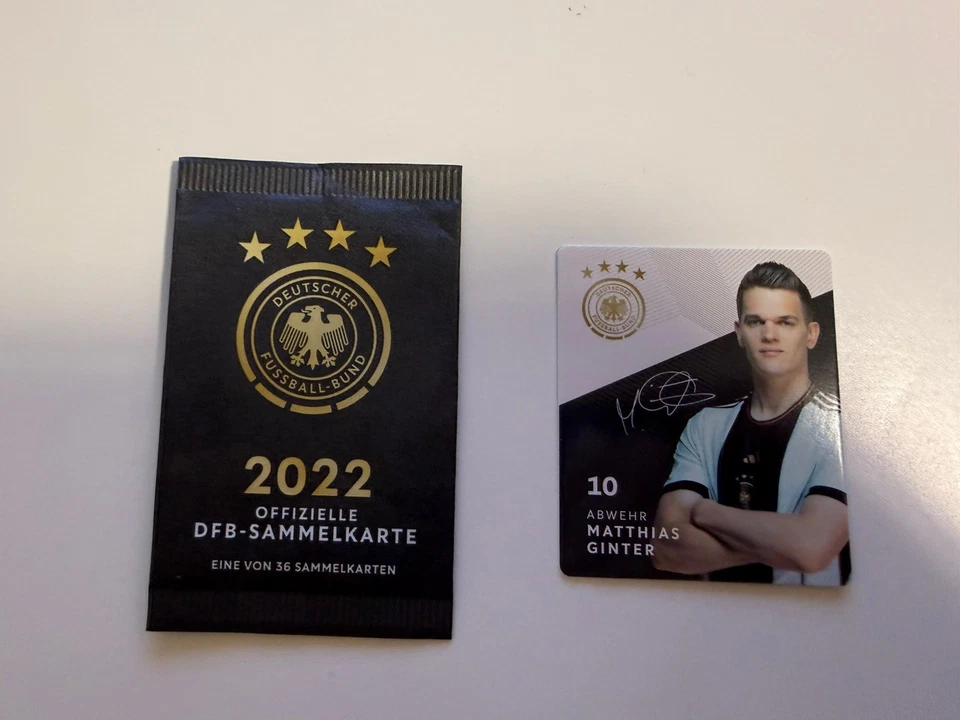 DEUTSCHER
FUSSBALL-BUND
2022
OFFIZIELLE
DFB-SAMMELKARTE
EINE VON 36 SAMMELKARTEN
DEUTSCHER
FUSSBALL-BUND
10
ABWEHR
MATTHIAS
GINTER